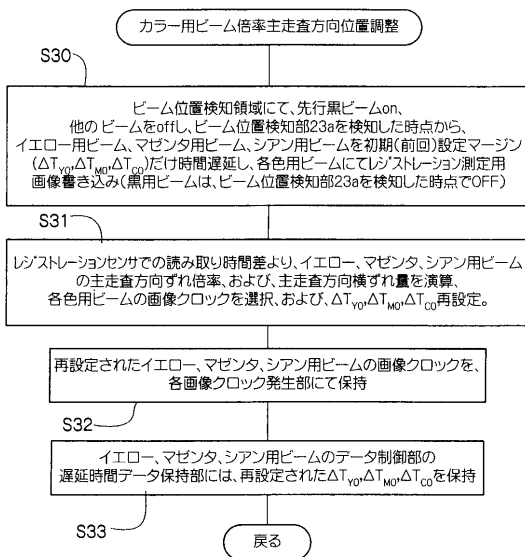 カラー用ビーム倍率主走査方向位置調整
S30
ビーム位置検知領域にて、先行黒ビームon、
他のビームをoffし、ビーム位置検知部23aを検知した時点から、
イエロー用ビーム、マゼンタ用ビーム、シアン用ビームを初期(前回)設定マージン
(ΔTY0,ΔTM0,ΔTC0)だけ時間遅延し、各色用ビームにてレジストレーション測定用
画像書き込み(黒用ビームは、ビーム位置検知部23aを検知した時点でOFF)
S31
レジストレーションセンサでの読み取り時間差より、イエロー、マゼンタ、シアン用ビーム
の主走査方向ずれ倍率、および、主走査方向横ずれ量を演算、
各色用ビームの画像クロックを選択、および、ΔTY0,ΔTM0,ΔTC0再設定。
再設定されたイエロー、マゼンタ、シアン用ビームの画像クロックを、
各画像クロック発生部にて保持
S32
イエロー、マゼンタ、シアン用ビームのデータ制御部の
遅延時間データ保持部には、再設定されたΔTY0,ΔTM0,ΔTC0を保持
S33
戻る